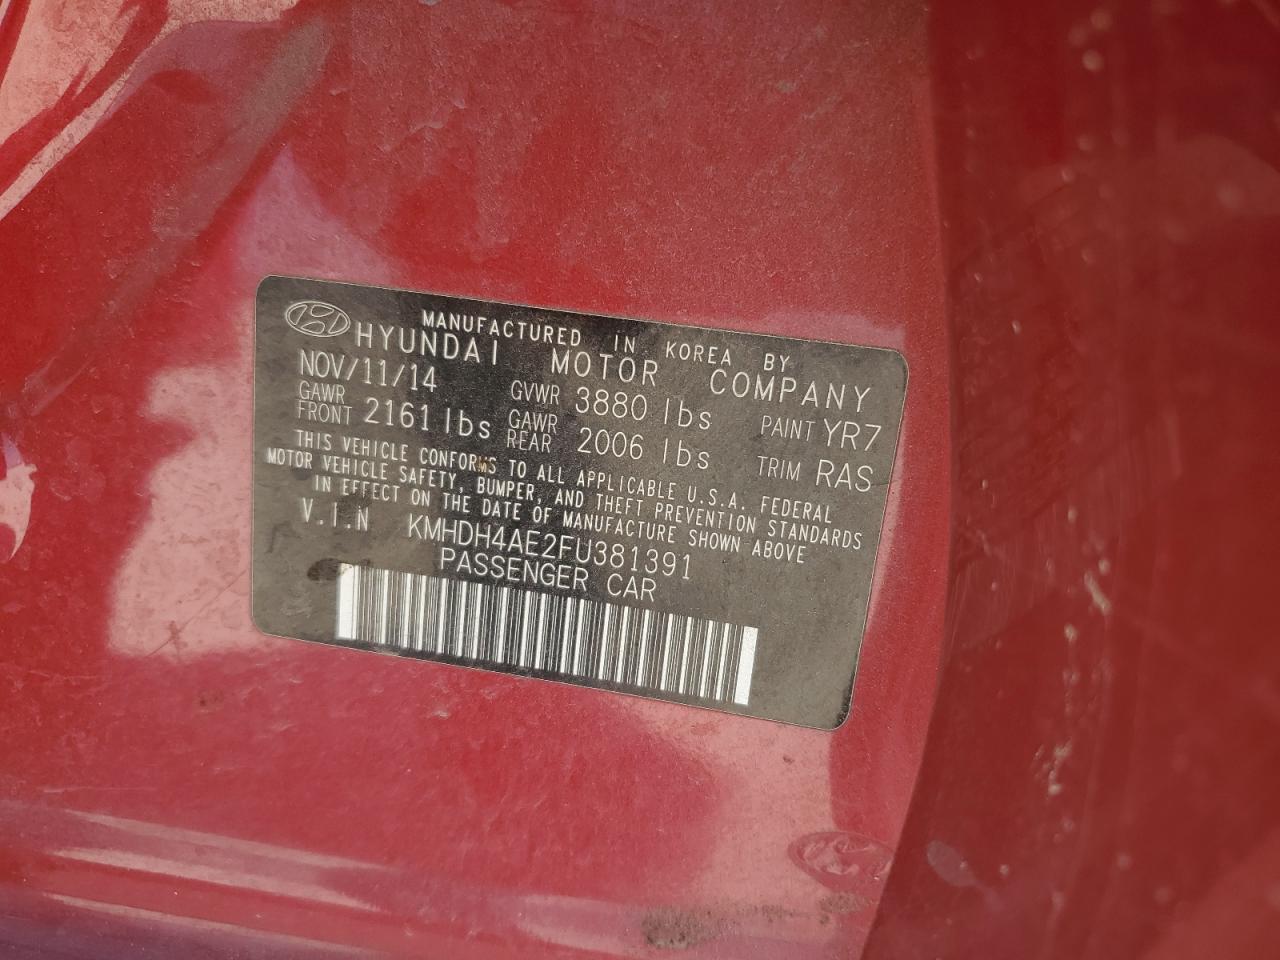 MANUFACTURED IN KOREA BY
HYUNDAI MOTOR COMPANY
NOV/11/14 GVWR 3880 lbs PAINT YR7
GAWR FRONT 2161 lbs GAWR REAR 2006 lbs TRIM RAS
THIS VEHICLE CONFORMS TO ALL APPLICABLE U.S.A. FEDERAL
MOTOR VEHICLE SAFETY, BUMPER, AND THEFT PREVENTION STANDARDS
IN EFFECT ON THE DATE OF MANUFACTURE SHOWN ABOVE
V.I.N KMHDH4AE2FU381391
PASSENGER CAR